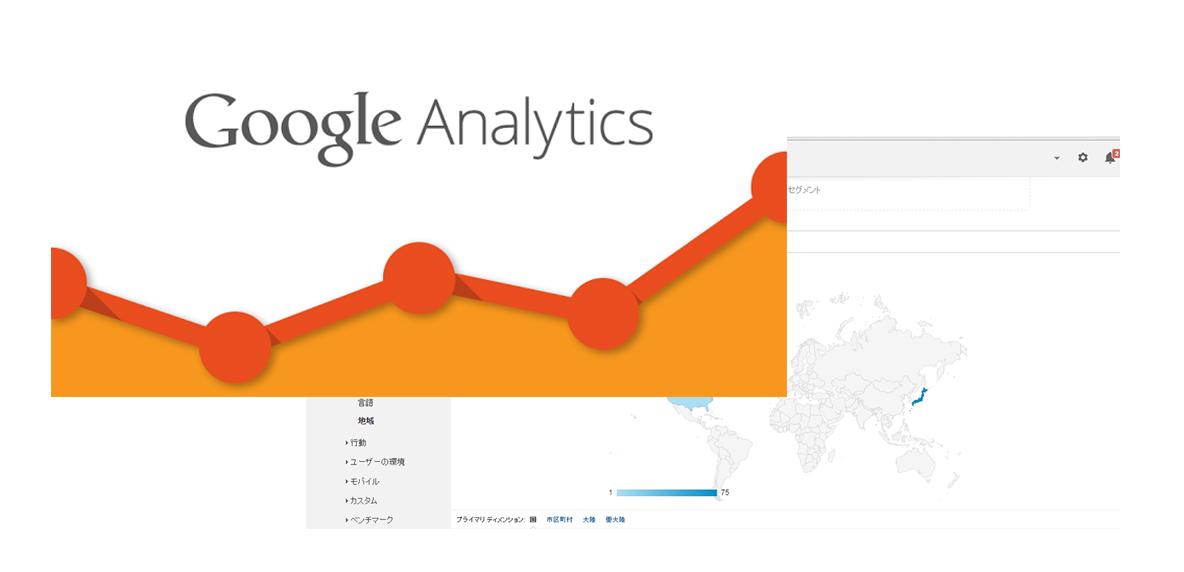 Google Analytics
2
セグメント
言語
地域
行動
ユーザーの環境
モバイル
カスタム
ベンチマーク
1 75
プライマリ ディメンション: 国 市区町村 大陸 亜大陸